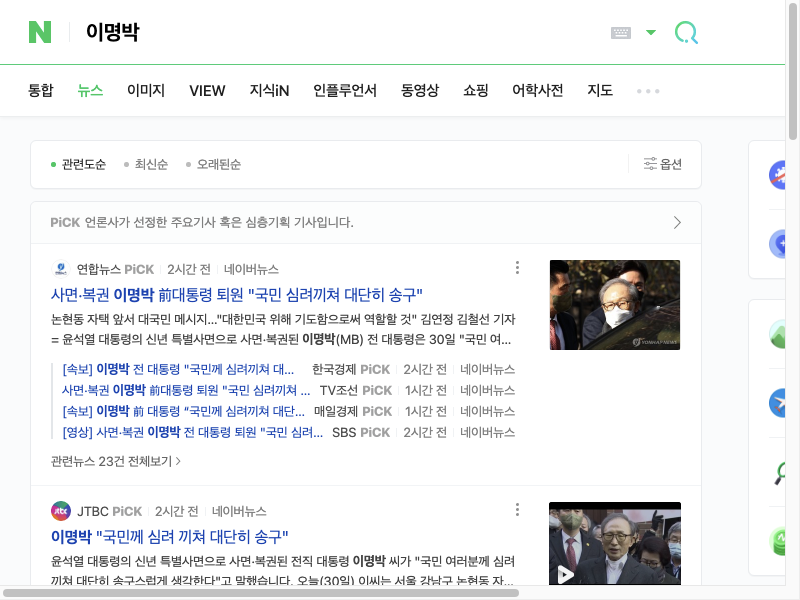 N 이명박
통합 뉴스 이미지 VIEW 지식iN 인플루언서 동영상 쇼핑 어학사전 지도
관련도순 최신순 오래된순 옵션
PiCK 언론사가 선정한 주요기사 혹은 심층기획 기사입니다.
연합뉴스 PiCK 2시간 전 네이버뉴스
사면·복권 이명박 前대통령 퇴원 "국민 심려끼쳐 대단히 송구"
논현동 자택 앞서 대국민 메시지…"대한민국 위해 기도함으로써 역할할 것" 김연정 김철선 기자
= 윤석열 대통령의 신년 특별사면으로 사면·복권된 이명박(MB) 전 대통령은 30일 "국민 여...
YONHAP NEWS
[속보] 이명박 전 대통령 "국민께 심려끼쳐 대... 한국경제 PiCK 2시간 전 네이버뉴스
사면·복권 이명박 前대통령 퇴원 "국민 심려끼쳐 ... TV조선 PiCK 1시간 전 네이버뉴스
[속보] 이명박 前 대통령 “국민께 심려끼쳐 대단... 매일경제 PiCK 1시간 전 네이버뉴스
[영상] 사면·복권 이명박 전 대통령 퇴원 "국민 심려... SBS PiCK 2시간 전 네이버뉴스
관련뉴스 23건 전체보기
jtbc JTBC PiCK 2시간 전 네이버뉴스
이명박 "국민께 심려 끼쳐 대단히 송구"
윤석열 대통령의 신년 특별사면으로 사면·복권된 전직 대통령 이명박 씨가 "국민 여러분께 심려
끼쳐 대단히 송구스럽게 생각한다"고 말했습니다. 오늘(30일) 이씨는 서울 강남구 논현동 자...